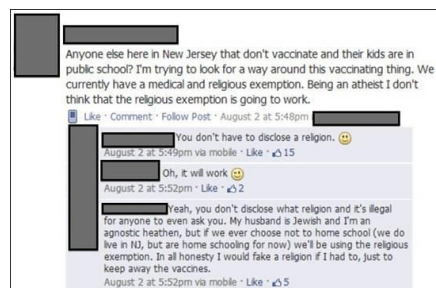 Anyone else here in New Jersey that don't vaccinate and their kids are in
public school? I'm trying to look for a way around this vaccinating thing. We
currently have a medical and religious exemption. Being an atheist I don't
think that the religious exemption is going to work.
Like · Comment · Follow Post · August 2 at 5:48pm
You don't have to disclose a religion.
August 2 at 5:49pm via mobile · Like · 15
Oh, it will work
August 2 at 5:52pm · Like · 2
Yeah, you don't disclose what religion and it's illegal
for anyone to even ask you. My husband is Jewish and I'm an
agnostic heathen, but if we ever choose not to home school (we do
live in NJ, but are home schooling for now) we'll be using the religious
exemption. In all honesty I would fake a religion if I had to, just to
keep away the vaccines.
August 2 at 5:52pm via mobile · Like · 5